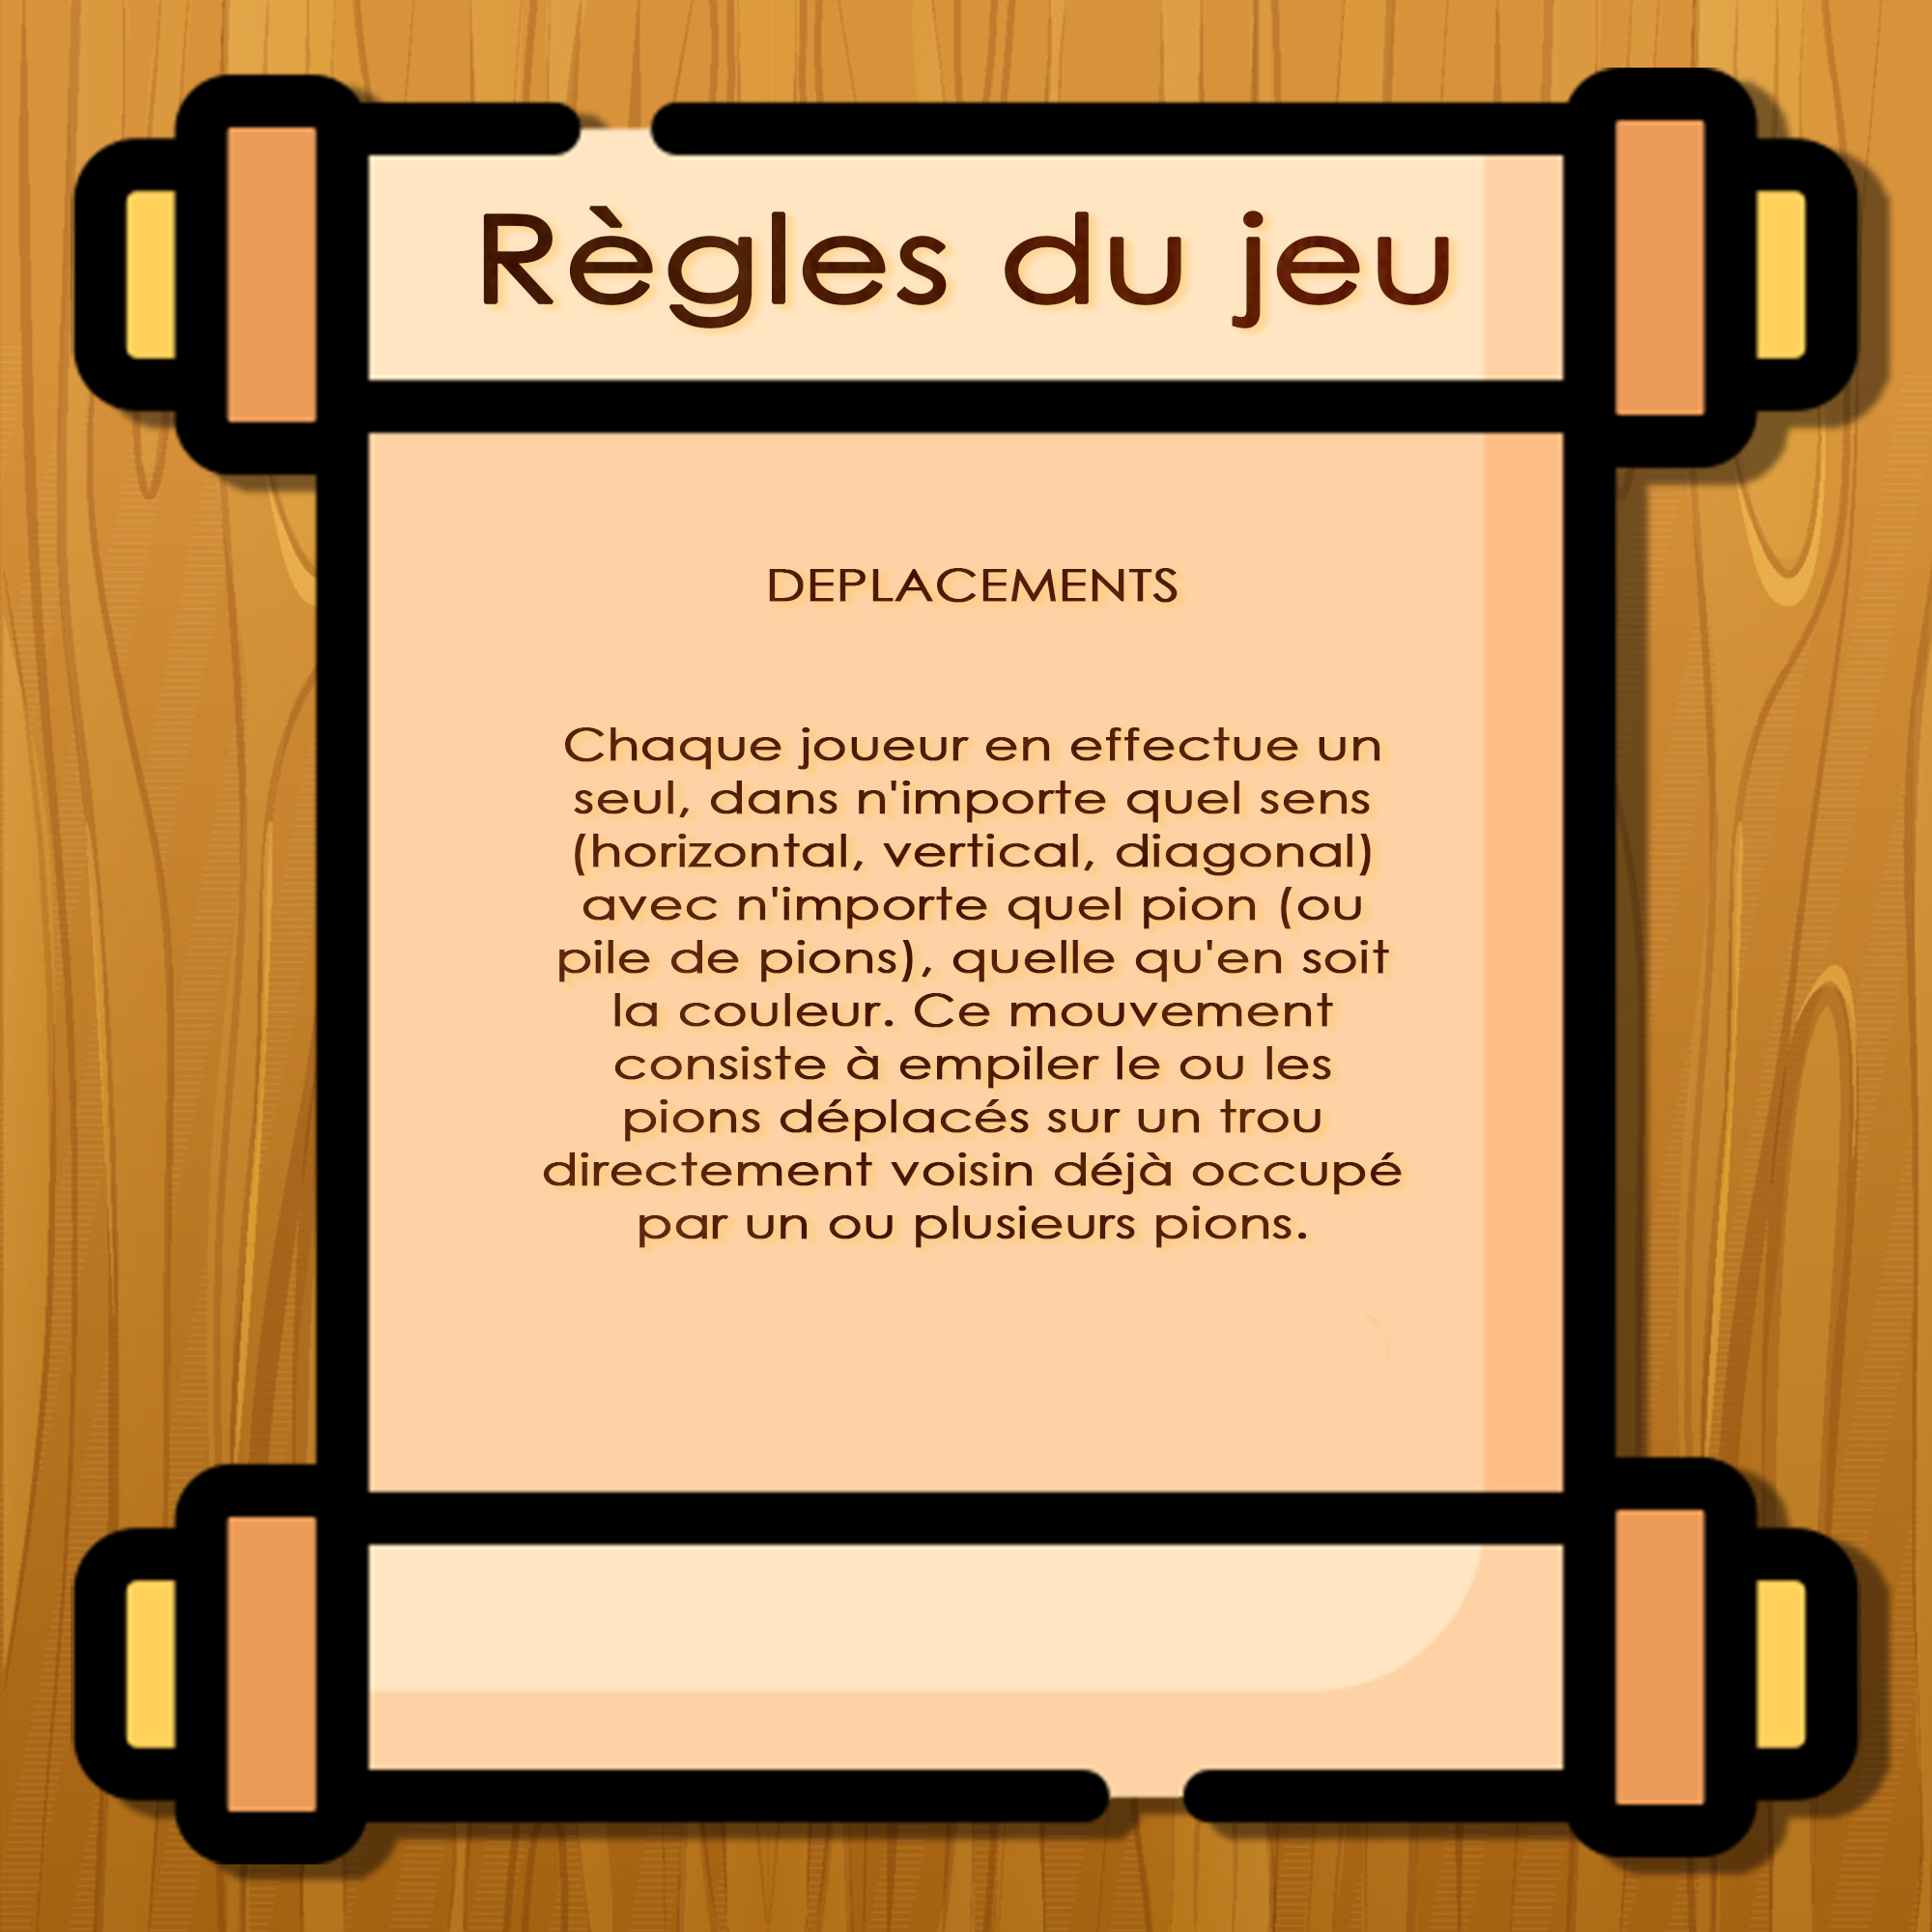 Règles du jeu
DEPLACEMENTS
Chaque joueur en effectue un
seul, dans n'importe quel sens
(horizontal, vertical, diagonal)
avec n'importe quel pion (ou
pile de pions), quelle qu'en soit
la couleur. Ce mouvement
consiste à empiler le ou les
pions déplacés sur un trou
directement voisin déjà occupé
par un ou plusieurs pions.